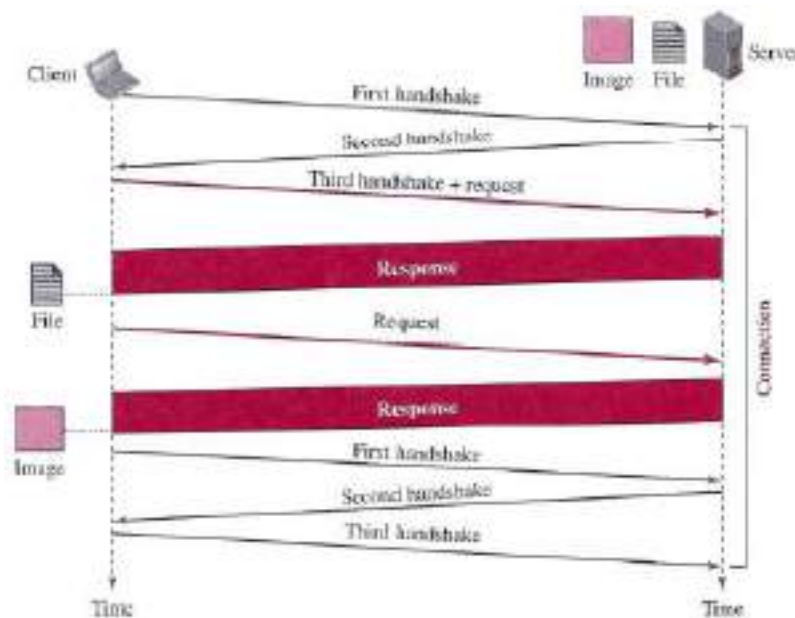 Client
Image
File
Server
First handshake
Second handshake
Third handshake + request
Response
File
Request
Connection
Response
Image
First handshake
Second handshake
Third handshake
Time
Time